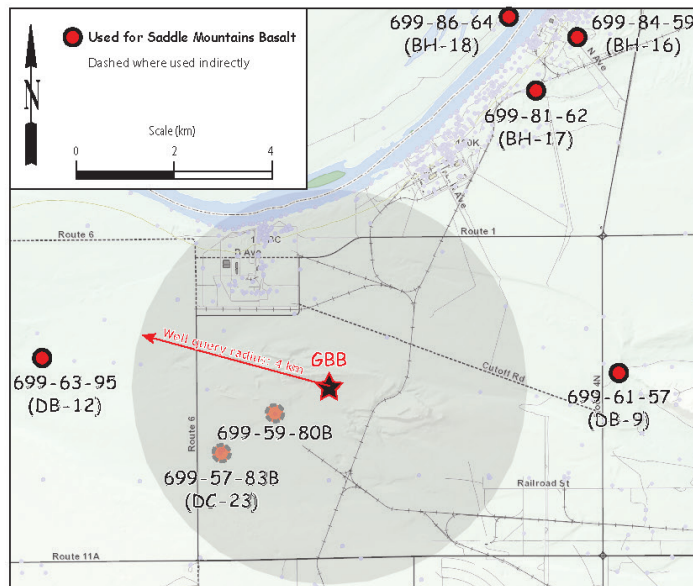 Used for Saddle Mountains Basalt
Dashed where used indirectly
N
Scale (km)
0 2 4
699-86-64
(BH-18)
699-84-59
(BH-16)
N Ave
699-81-62
(BH-17)
Route 6
Route 1
B Ave
Well query radius: 4 km
GBB
699-63-95
(DB-12)
Cutoff Rd
699-61-57
(DB-9)
699-59-80B
Route 6
699-57-83B
(DC-23)
Railroad St
Route 11A